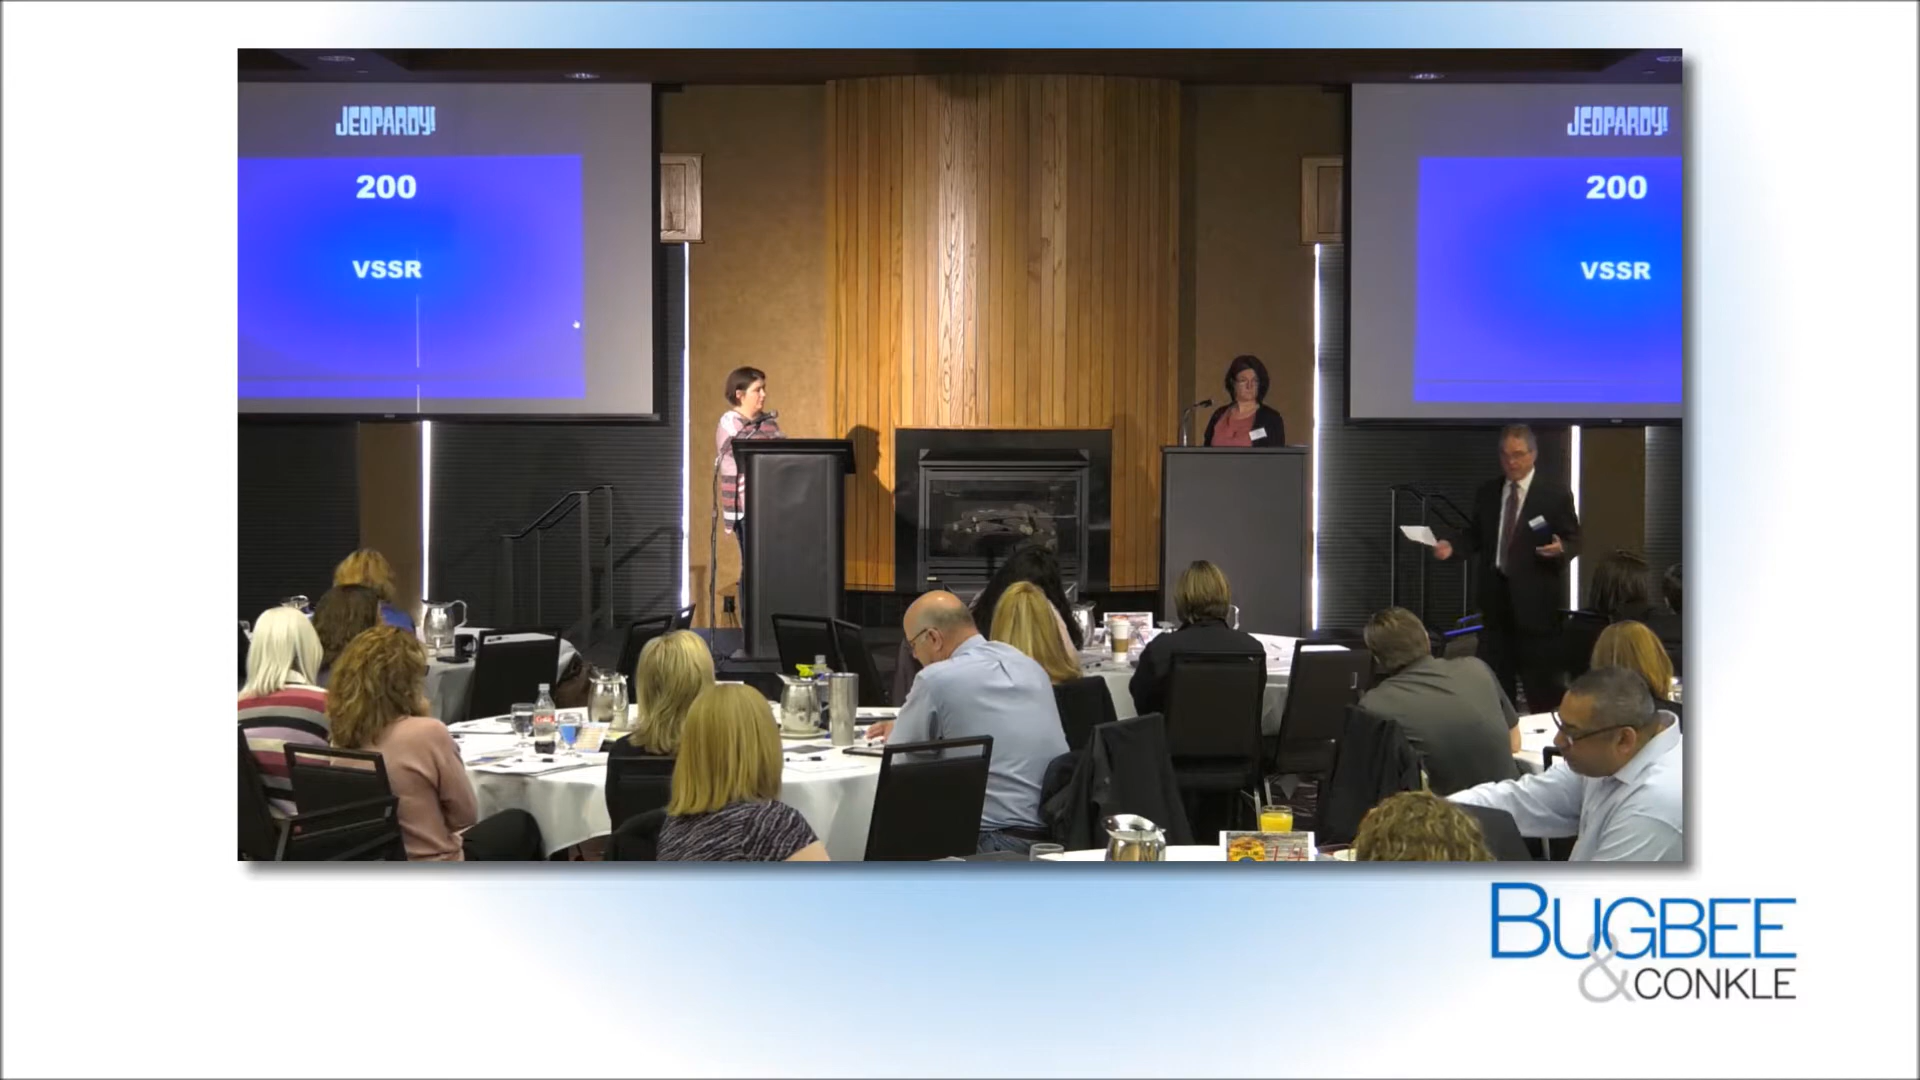 JEOPARDY!
200
VSSR
JEOPARDY!
200
VSSR
BUGBEE
& CONKLE